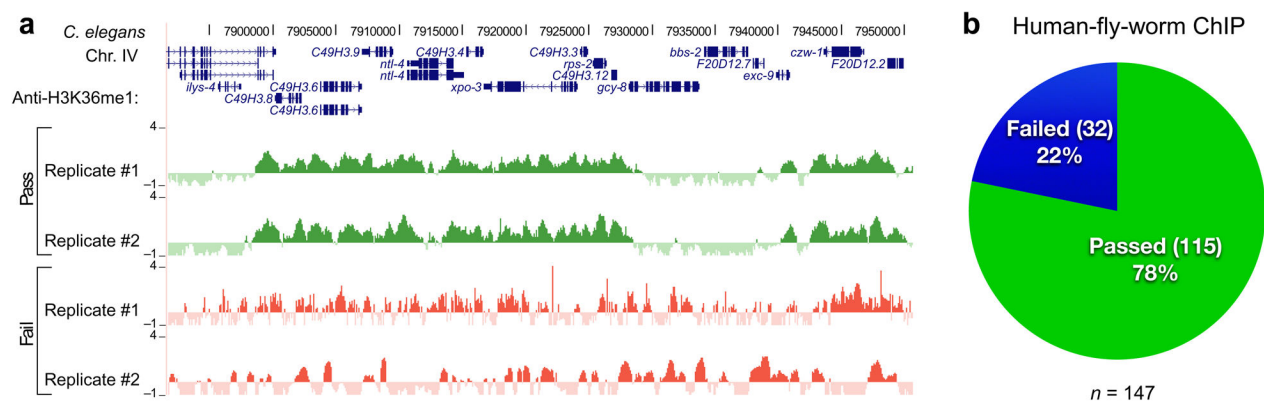 a
C. elegans
Chr. IV
7900000 7905000 7910000 7915000 7920000 7925000 7930000 7935000 7940000 7945000 7950000
C49H3.9 C49H3.4 C49H3.3 bbs-2 czw-1
ntl-4 rps-2 F20D12.7 F20D12.2
ntl-4 C49H3.12 exc-9
ilys-4 C49H3.6 xpo-3 gcy-8
C49H3.8
C49H3.6
Anti-H3K36me1:
Pass
4
Replicate #1
–1
4
Replicate #2
–1
Fail
4
Replicate #1
–1
4
Replicate #2
–1
b
Human-fly-worm ChIP
Failed (32)
22%
Passed (115)
78%
n = 147